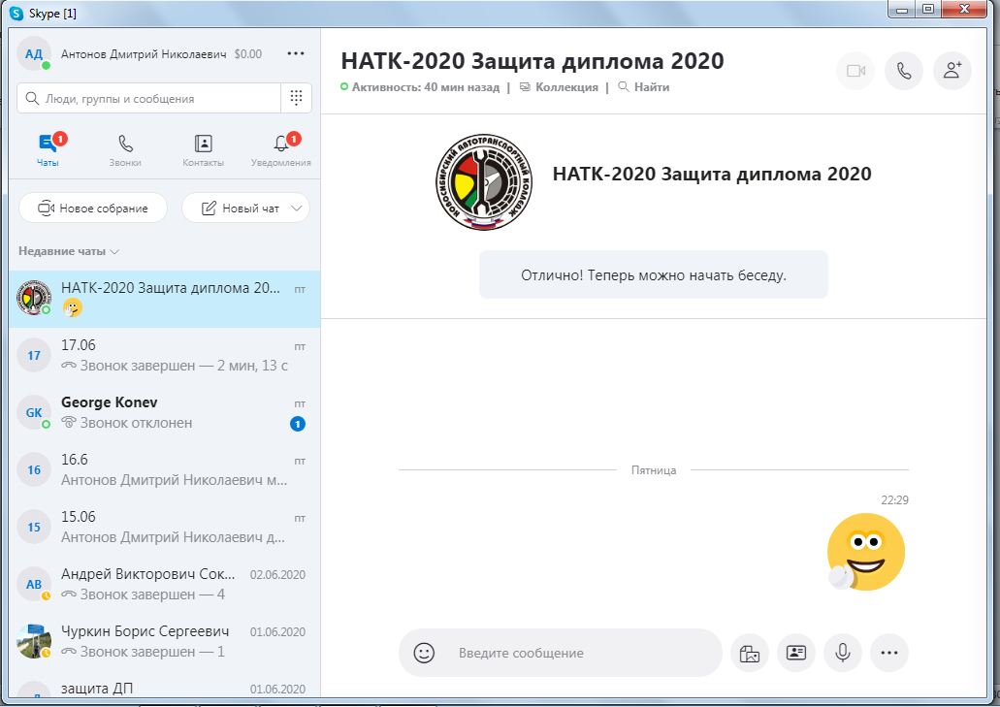 Skype [1]
АД Антонов Дмитрий Николаевич $0.00
Люди, группы и сообщения
1 1
Чаты Звонки Контакты Уведомления
Новое собрание Новый чат
Недавние чаты
НАТК-2020 Защита диплома 20... пт
17 17.06 пт
Звонок завершен — 2 мин, 13 с
GK George Konev пт
Звонок отклонен 1
16 16.6 пт
Антонов Дмитрий Николаевич м...
15 15.06 пт
Антонов Дмитрий Николаевич д...
АВ Андрей Викторович Сок... 02.06.2020
Звонок завершен — 4
Чуркин Борис Сергеевич 01.06.2020
Звонок завершен — 1
защита ДП 01.06.2020
НАТК-2020 Защита диплома 2020
Активность: 40 мин назад | Коллекция | Найти
НОВОСИБИРСКИЙ АВТОТРАНСПОРТНЫЙ КОЛЛЕДЖ
НАТК-2020 Защита диплома 2020
Отлично! Теперь можно начать беседу.
Пятница
22:29
Введите сообщение